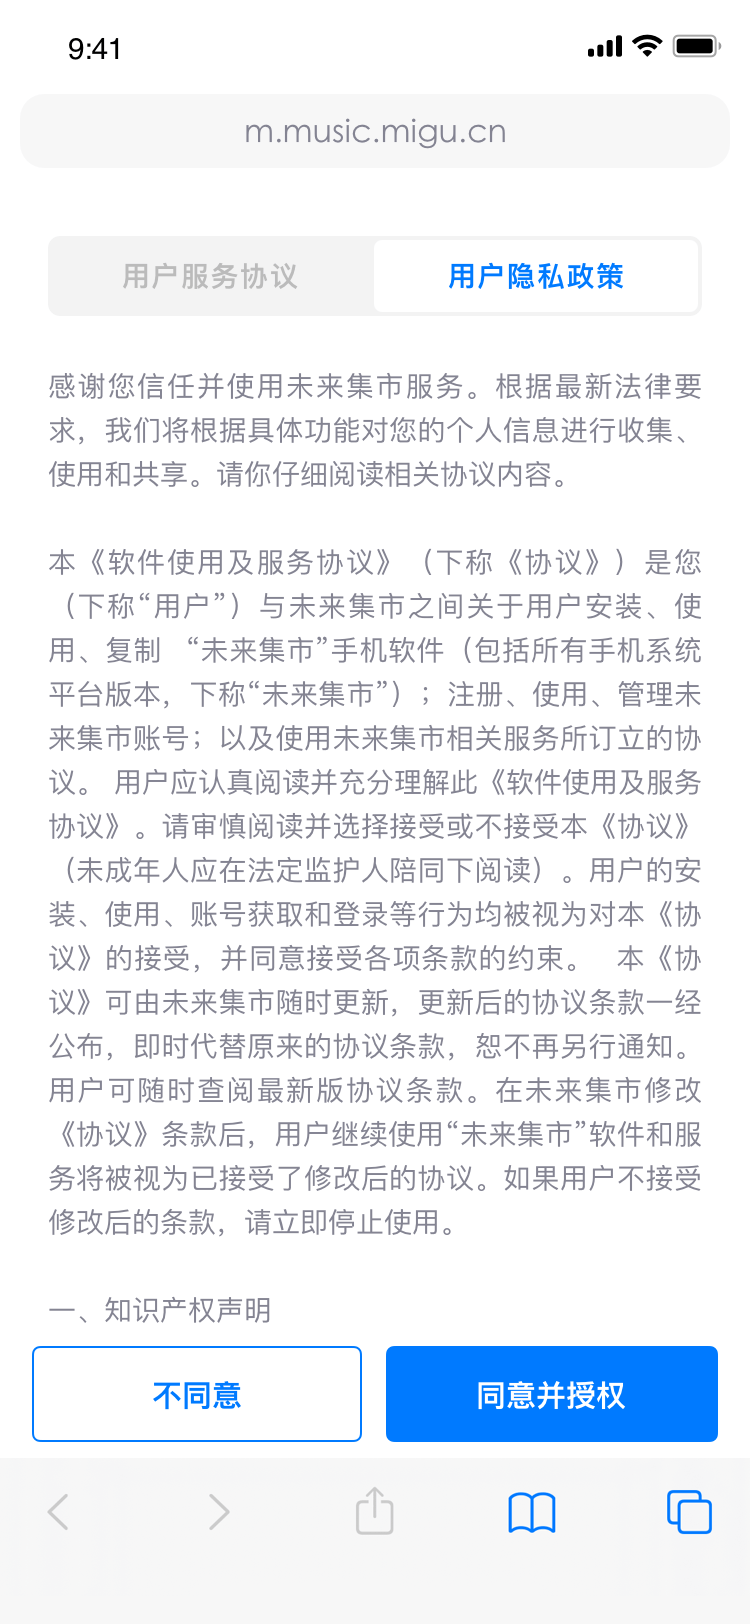 9:41
m.music.migu.cn
用户服务协议
用户隐私政策
感谢您信任并使用未来集市服务。根据最新法律要
求，我们将根据具体功能对您的个人信息进行收集、
使用和共享。请你仔细阅读相关协议内容。
本《软件使用及服务协议》（下称《协议》）是您
（下称“用户”）与未来集市之间关于用户安装、使
用、复制 “未来集市”手机软件（包括所有手机系统
平台版本，下称“未来集市”）；注册、使用、管理未
来集市账号；以及使用未来集市相关服务所订立的协
议。 用户应认真阅读并充分理解此《软件使用及服务
协议》。请审慎阅读并选择接受或不接受本《协议》
（未成年人应在法定监护人陪同下阅读）。用户的安
装、使用、账号获取和登录等行为均被视为对本《协
议》的接受，并同意接受各项条款的约束。 本《协
议》可由未来集市随时更新，更新后的协议条款一经
公布，即时代替原来的协议条款，恕不再另行通知。
用户可随时查阅最新版协议条款。在未来集市修改
《协议》条款后，用户继续使用“未来集市”软件和服
务将被视为已接受了修改后的协议。如果用户不接受
修改后的条款，请立即停止使用。
一、知识产权声明
不同意
同意并授权